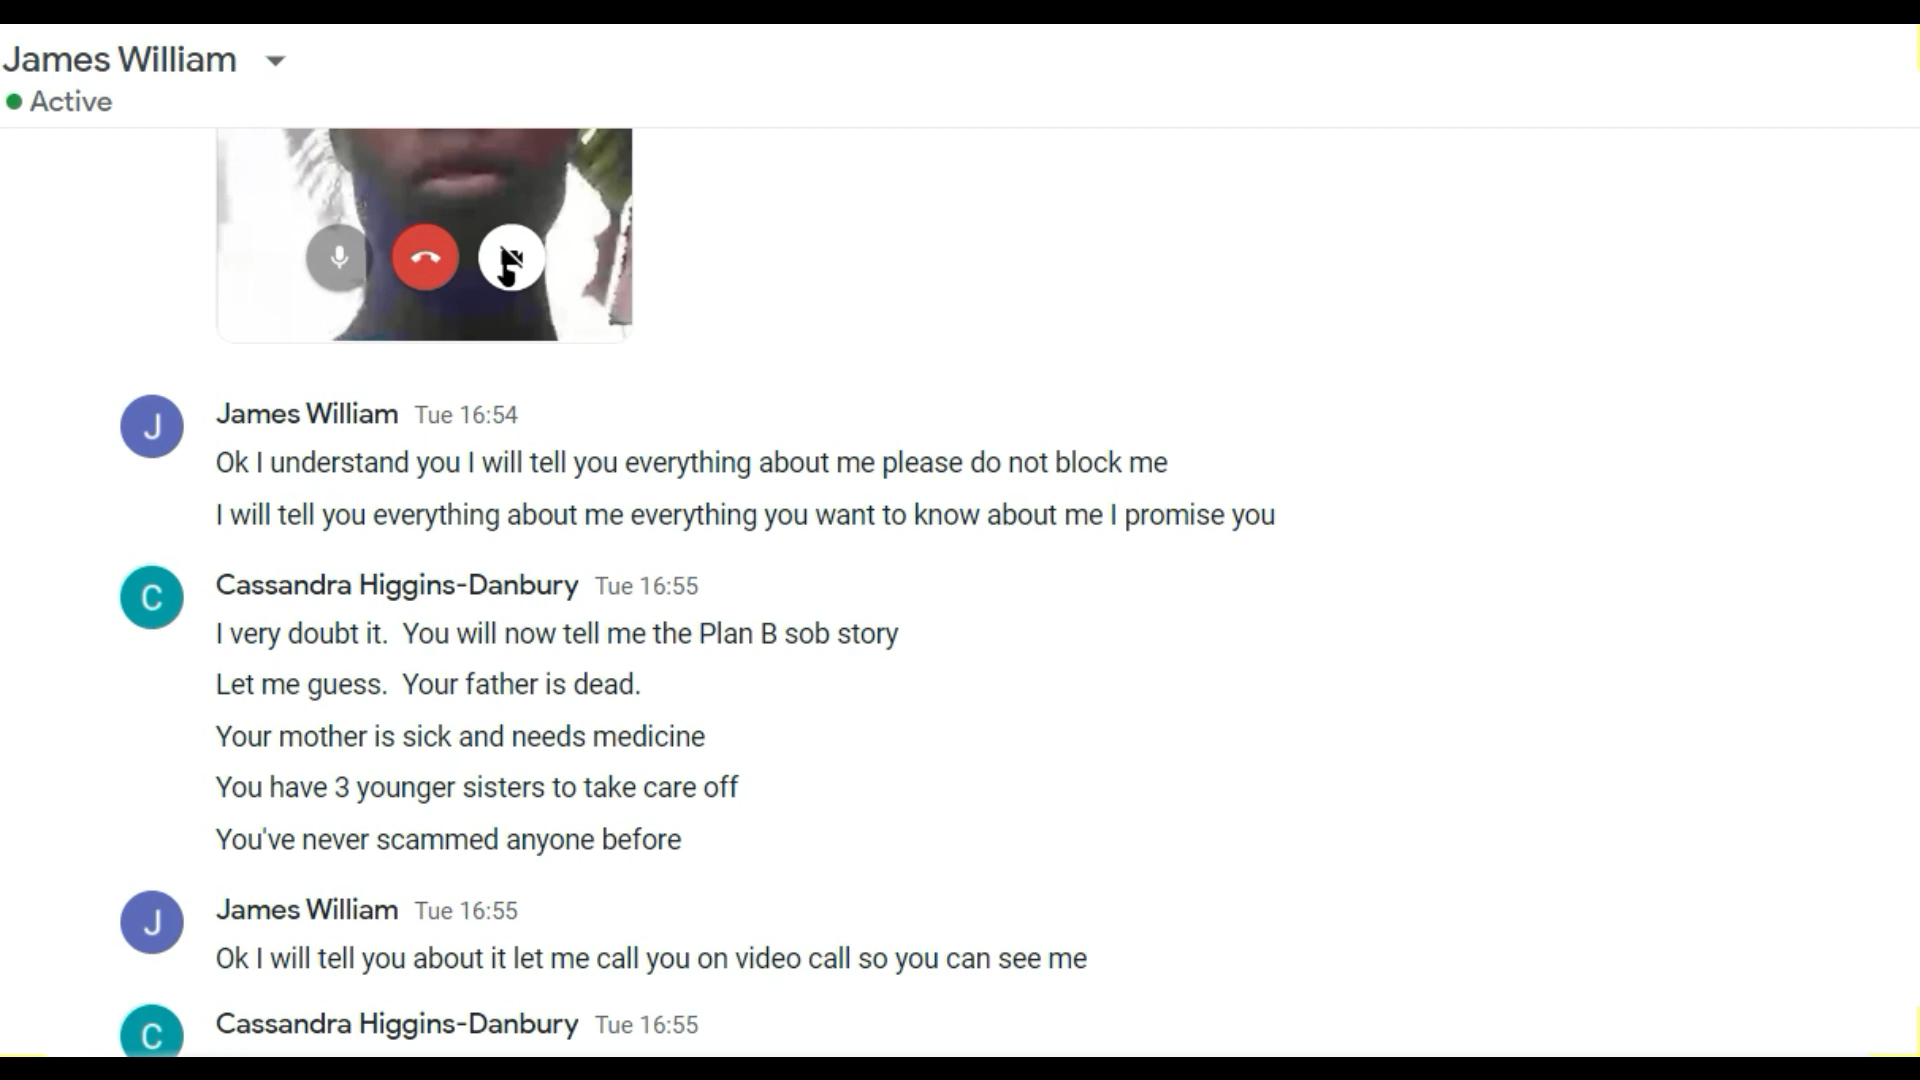 James William
Active
James William Tue 16:54
Ok I understand you I will tell you everything about me please do not block me
I will tell you everything about me everything you want to know about me I promise you
C
Cassandra Higgins-Danbury Tue 16:55
I very doubt it.  You will now tell me the Plan B sob story
Let me guess.  Your father is dead.
Your mother is sick and needs medicine
You have 3 younger sisters to take care off
You've never scammed anyone before
J
James William Tue 16:55
Ok I will tell you about it let me call you on video call so you can see me
C
Cassandra Higgins-Danbury Tue 16:55